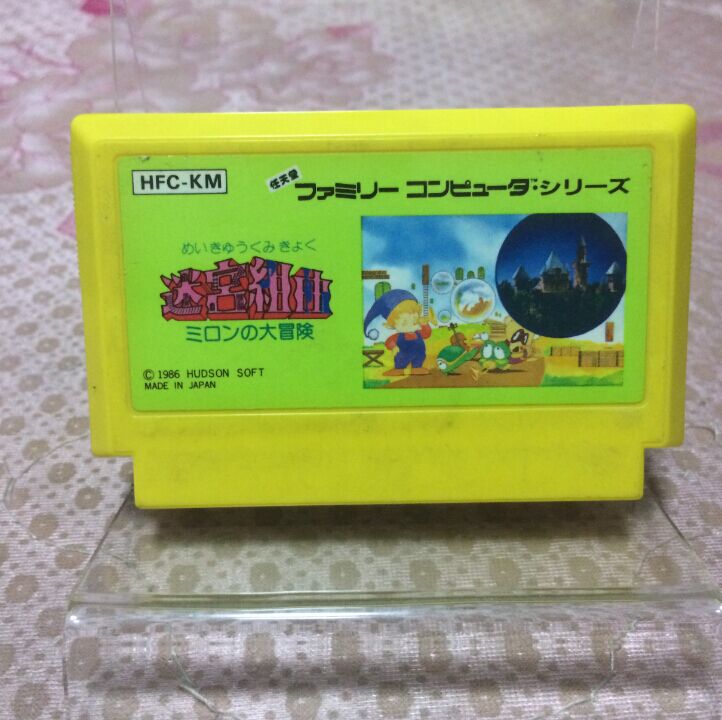 HFC-KM
任天堂 ファミリー コンピュータ™・シリーズ
めいきゅうくみきょく
迷宮組曲
ミロンの大冒険
© 1986 HUDSON SOFT
MADE IN JAPAN